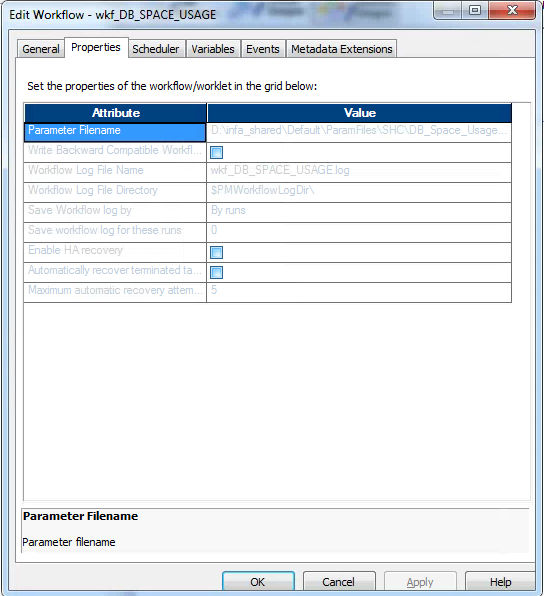 Edit Workflow - wkf_DB_SPACE_USAGE
General Properties Scheduler Variables Events Metadata Extensions
Set the properties of the workflow/worklet in the grid below:
Attribute Value
Parameter Filename D:\infa_shared\Default\ParamFiles\SHC\DB_Space_Usage...
Write Backward Compatible Workfl...
Workflow Log File Name wkf_DB_SPACE_USAGE.log
Workflow Log File Directory $PMWorkflowLogDir\
Save Workflow log by By runs
Save workflow log for these runs 0
Enable HA recovery
Automatically recover terminated ta...
Maximum automatic recovery attem... 5
Parameter Filename
Parameter filename
OK Cancel Apply Help